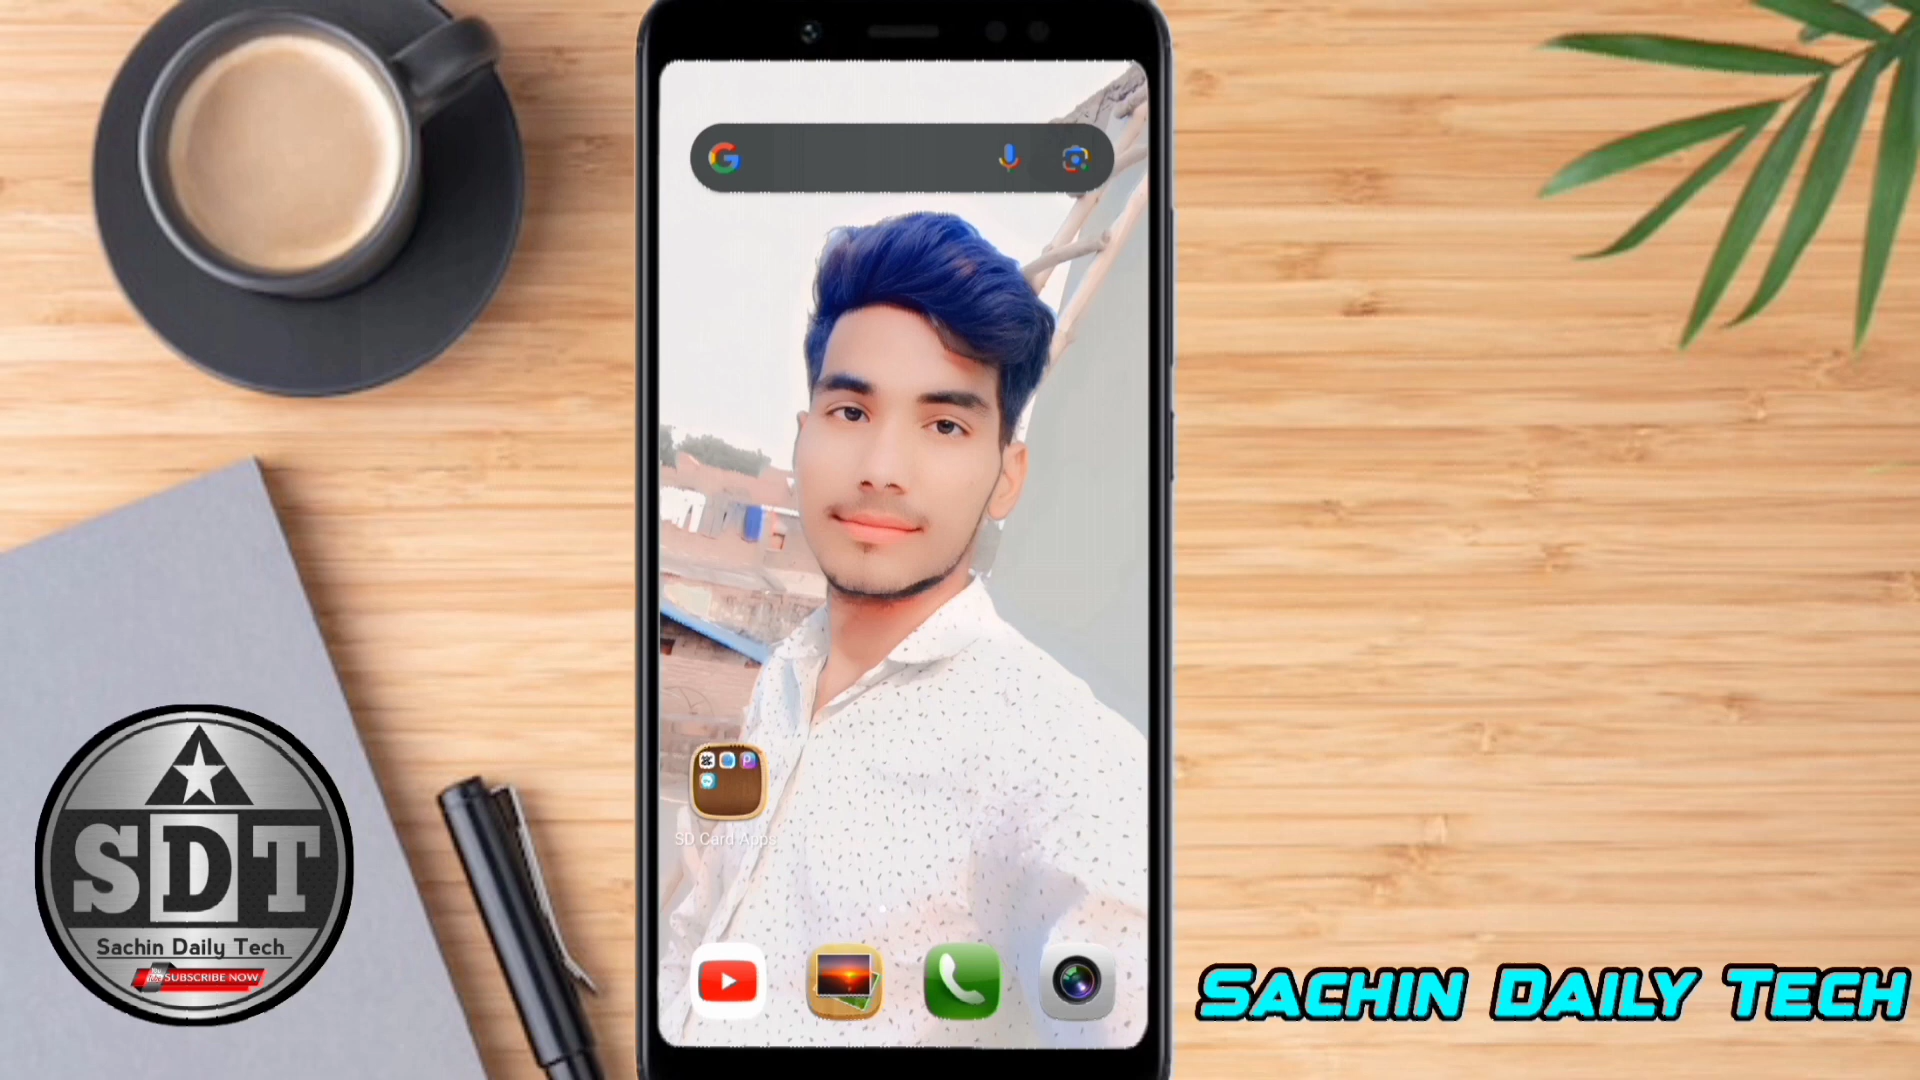 SD Card Apps
SDT
Sachin Daily Tech
SUBSCRIBE NOW
Sachin Daily Tech